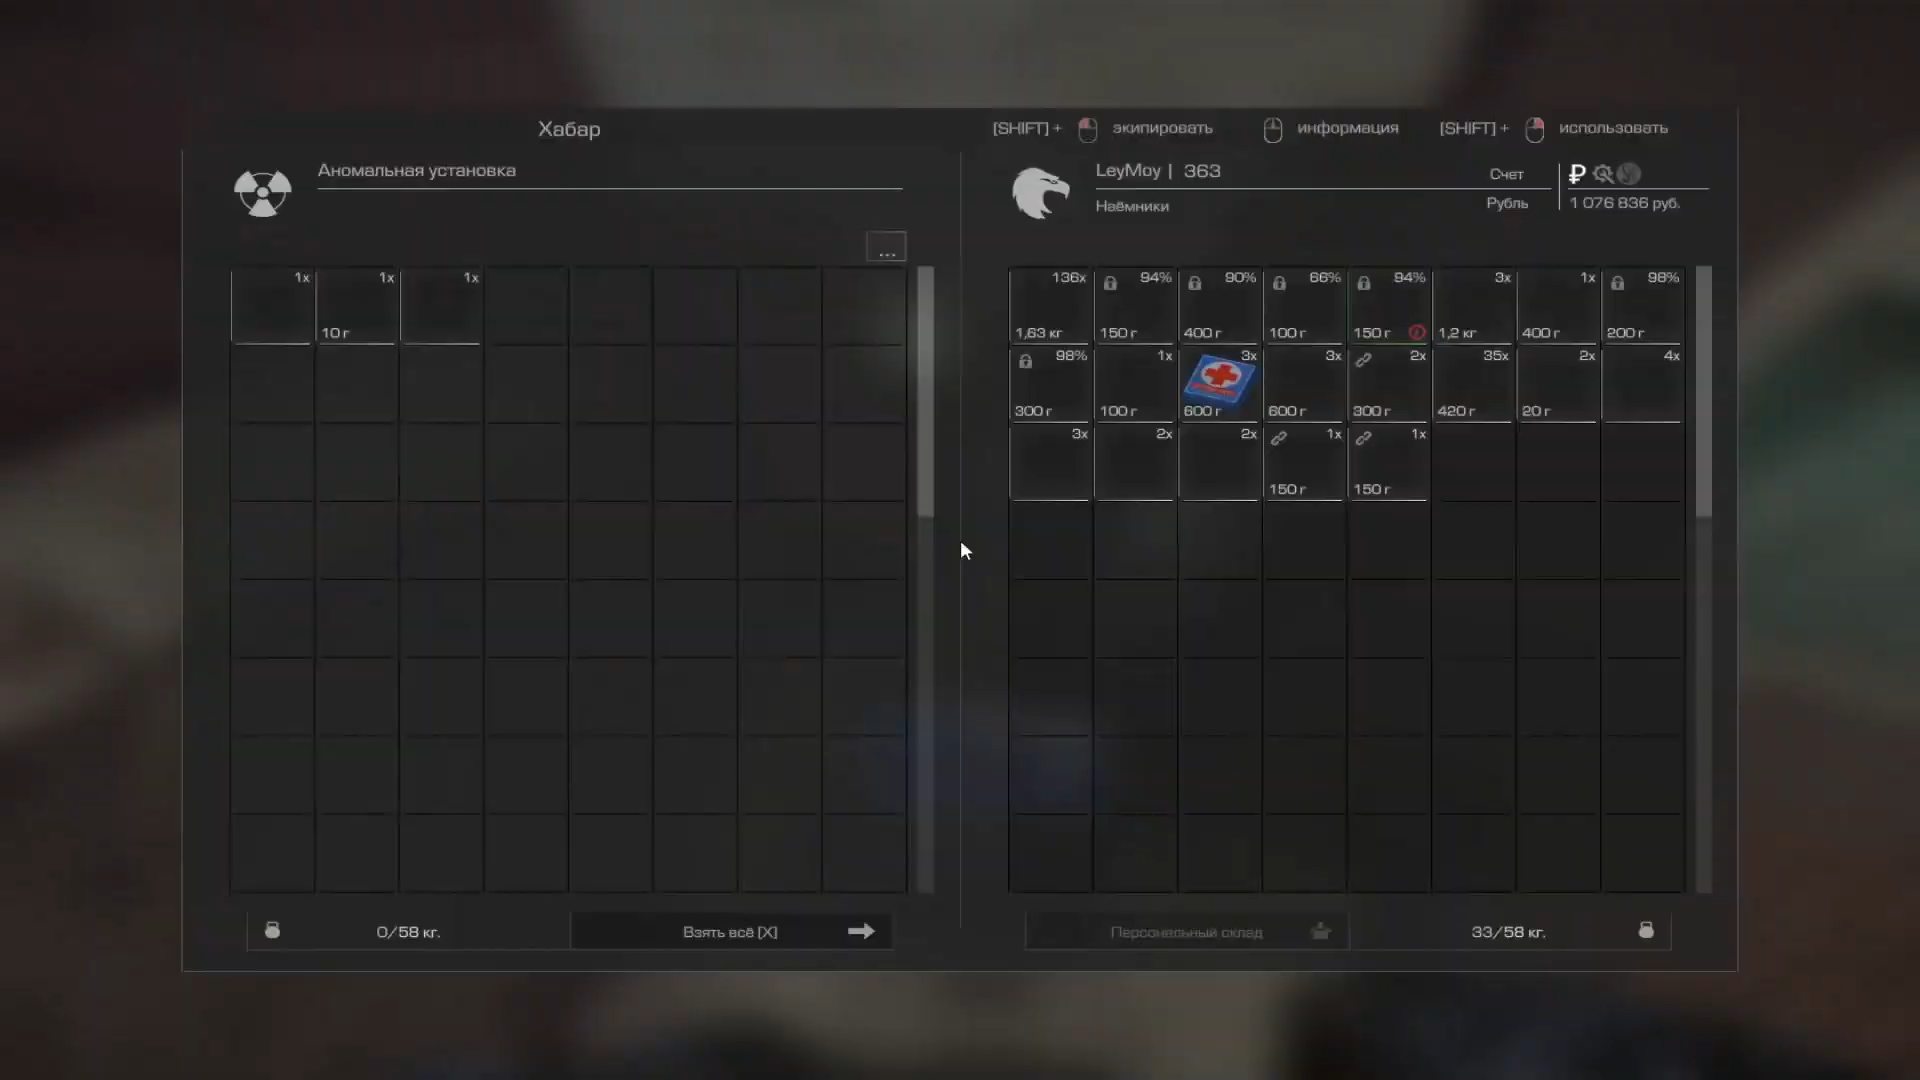 Хабар
[SHIFT] + экипировать информация [SHIFT] + использовать
Аномальная установка
LeyMoy | 363
Счет
Наёмники
Рубль
1 076 836 руб.
...
1x 1x 1x
10 г
136x 94% 90% 66% 94% 3x 1x 98%
1,63 кг 150 г 400 г 100 г 150 г 1,2 кг 400 г 200 г
98% 1x 3x 3x 2x 35x 2x 4x
300 г 100 г 600 г 600 г 300 г 420 г 20 г
3x 2x 2x 1x 1x
150 г 150 г
0/58 кг.
Взять всё [X]
Персональный склад
33/58 кг.